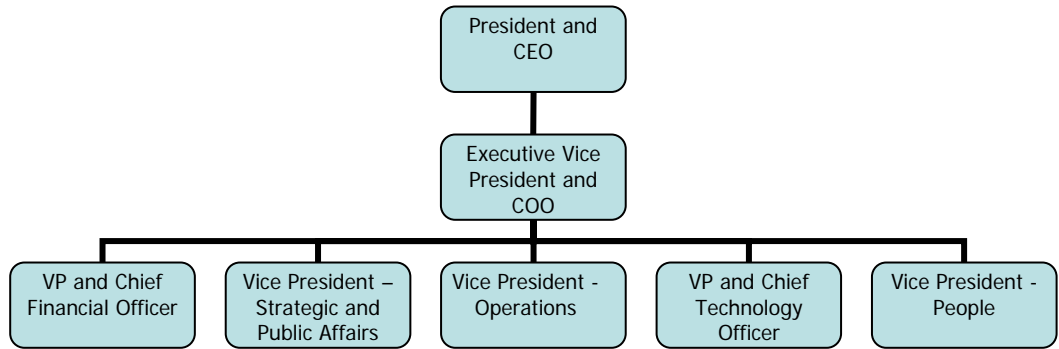 President and
CEO
Executive Vice
President and
COO
VP and Chief
Financial Officer
Vice President –
Strategic and
Public Affairs
Vice President -
Operations
VP and Chief
Technology
Officer
Vice President -
People